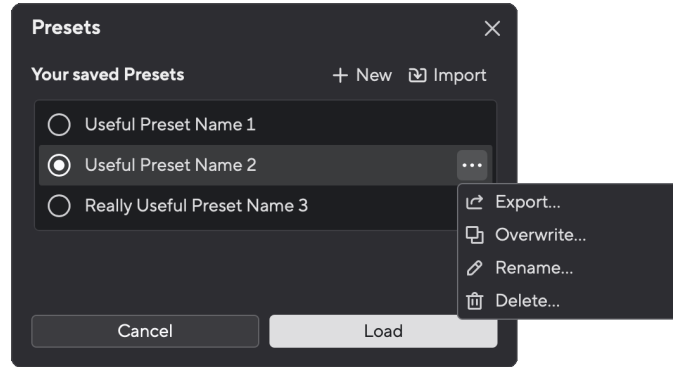 Presets
Your saved Presets
New
Import
Useful Preset Name 1
Useful Preset Name 2
Really Useful Preset Name 3
Export...
Overwrite...
Rename...
Delete...
Cancel
Load